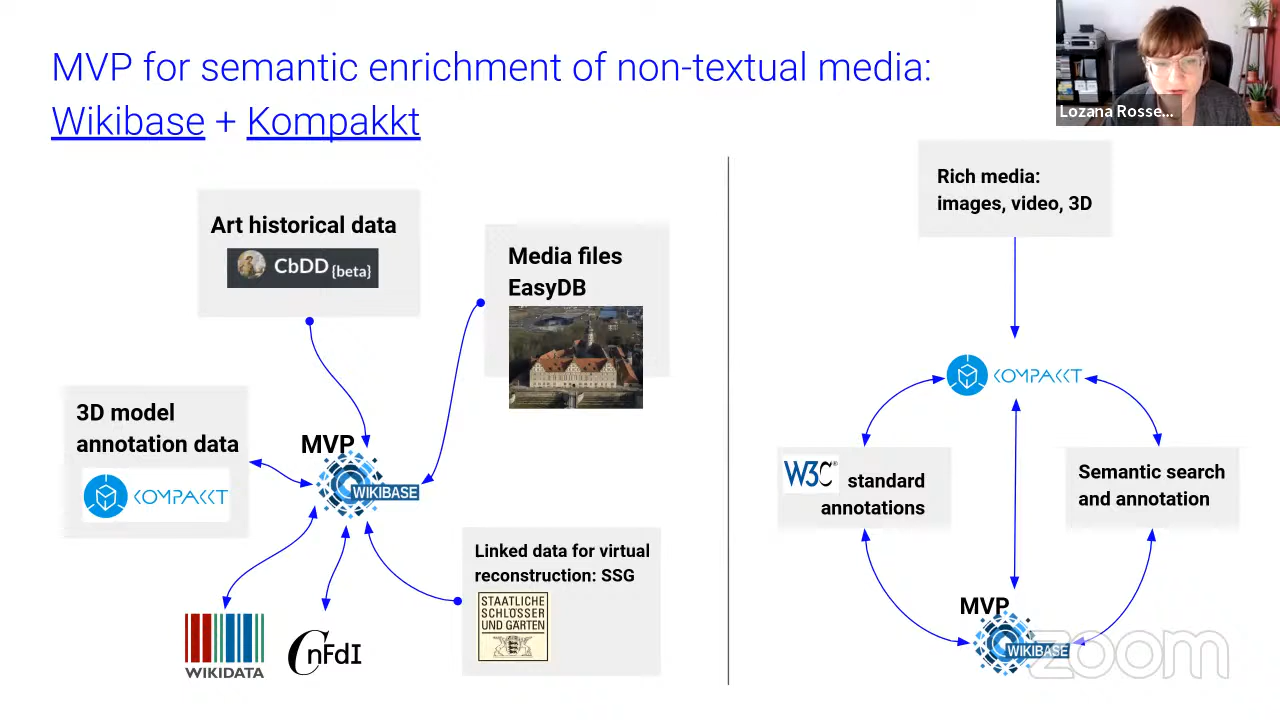 MVP for semantic enrichment of non-textual media:
Wikibase + Kompakkt
Lozana Rosse...
Art historical data
CbDD {beta}
Media files
EasyDB
3D model
annotation data
KOMPAKKT
MVP
WIKIBASE
Linked data for virtual
reconstruction: SSG
STAATLICHE
SCHLÖSSER
UND GÄRTEN
WIKIDATA
nFdI
Rich media:
images, video, 3D
KOMPAKKT
W3C®
standard
annotations
Semantic search
and annotation
MVP
WIKIBASE
zoom